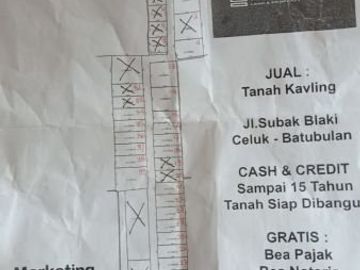 JUAL :
Tanah Kavling
Jl.Subak Blaki
Celuk - Batubulan
CASH & CREDIT
Sampai 15 Tahun
Tanah Siap Dibangu
GRATIS :
Bea Pajak
Marketing